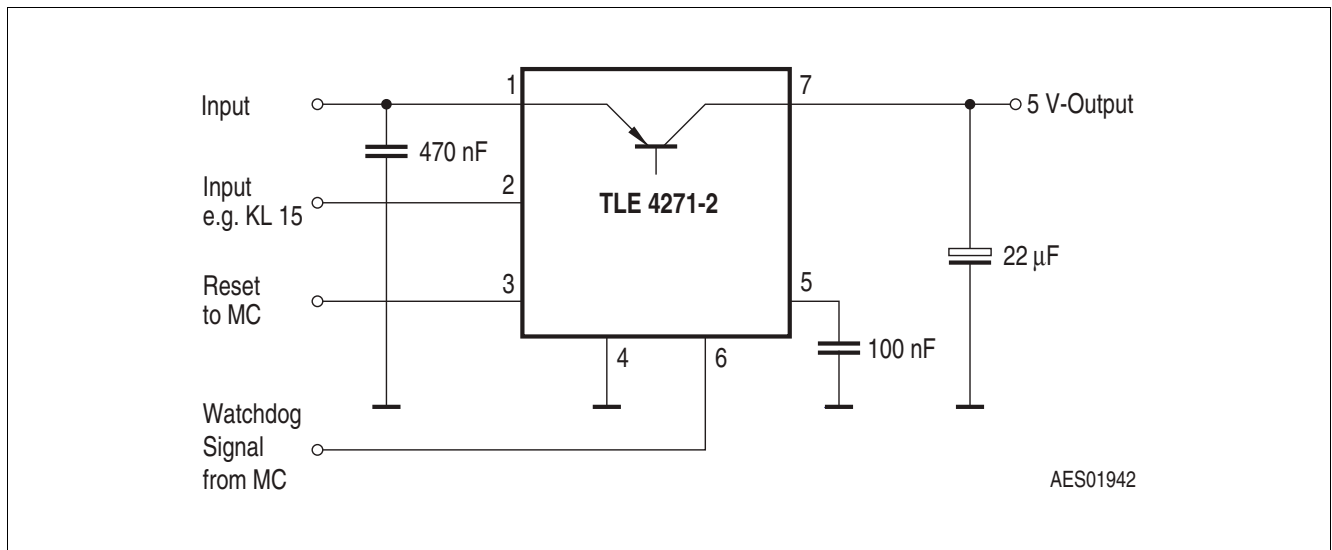 1
7
Input
5 V-Output
470 nF
Input
e.g. KL 15
2
TLE 4271-2
22 μF
Reset
to MC
3
5
100 nF
4
6
Watchdog
Signal
from MC
AES01942